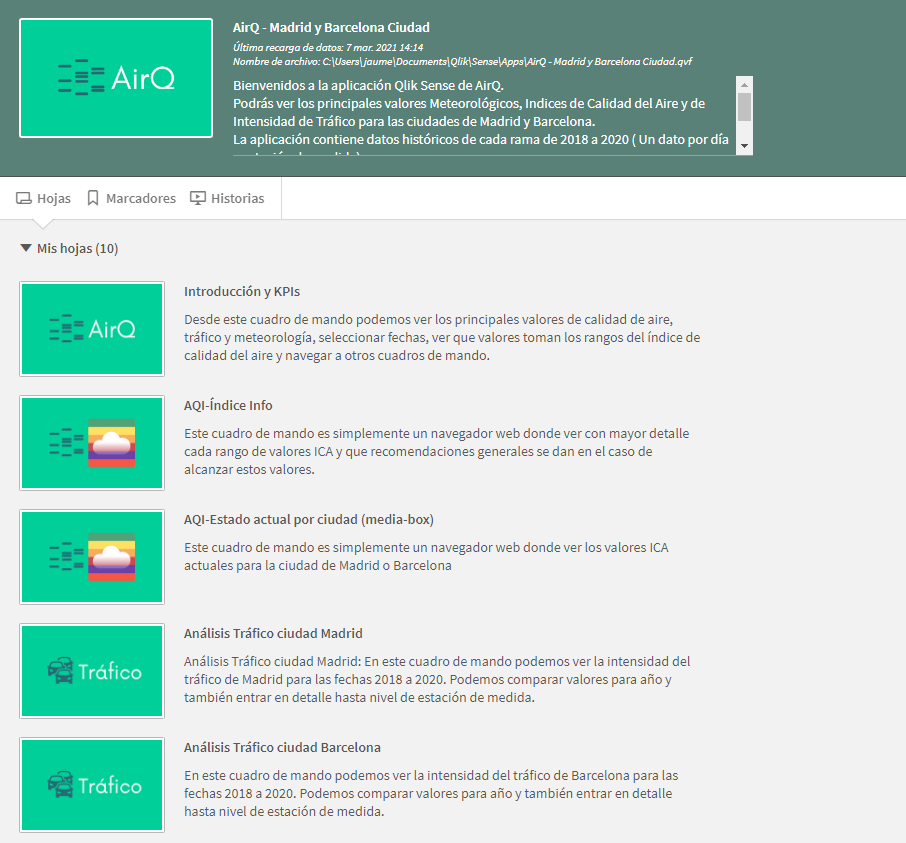 AirQ
AirQ - Madrid y Barcelona Ciudad
Última recarga de datos: 7 mar. 2021 14:14
Nombre de archivo: C:\Users\jaume\Documents\Qlik\Sense\Apps\AirQ - Madrid y Barcelona Ciudad.qvf
Bienvenidos a la aplicación Qlik Sense de AirQ.
Podrás ver los principales valores Meteorológicos, Indices de Calidad del Aire y de
Intensidad de Tráfico para las ciudades de Madrid y Barcelona.
La aplicación contiene datos históricos de cada rama de 2018 a 2020 ( Un dato por día
Hojas
Marcadores
Historias
Mis hojas (10)
AirQ
Introducción y KPIs
Desde este cuadro de mando podemos ver los principales valores de calidad de aire,
tráfico y meteorología, seleccionar fechas, ver que valores toman los rangos del índice de
calidad del aire y navegar a otros cuadros de mando.
AQI-Índice Info
Este cuadro de mando es simplemente un navegador web donde ver con mayor detalle
cada rango de valores ICA y que recomendaciones generales se dan en el caso de
alcanzar estos valores.
AQI-Estado actual por ciudad (media-box)
Este cuadro de mando es simplemente un navegador web donde ver los valores ICA
actuales para la ciudad de Madrid o Barcelona
Tráfico
Análisis Tráfico ciudad Madrid
Análisis Tráfico ciudad Madrid: En este cuadro de mando podemos ver la intensidad del
tráfico de Madrid para las fechas 2018 a 2020. Podemos comparar valores para año y
también entrar en detalle hasta nivel de estación de medida.
Tráfico
Análisis Tráfico ciudad Barcelona
En este cuadro de mando podemos ver la intensidad del tráfico de Barcelona para las
fechas 2018 a 2020. Podemos comparar valores para año y también entrar en detalle
hasta nivel de estación de medida.